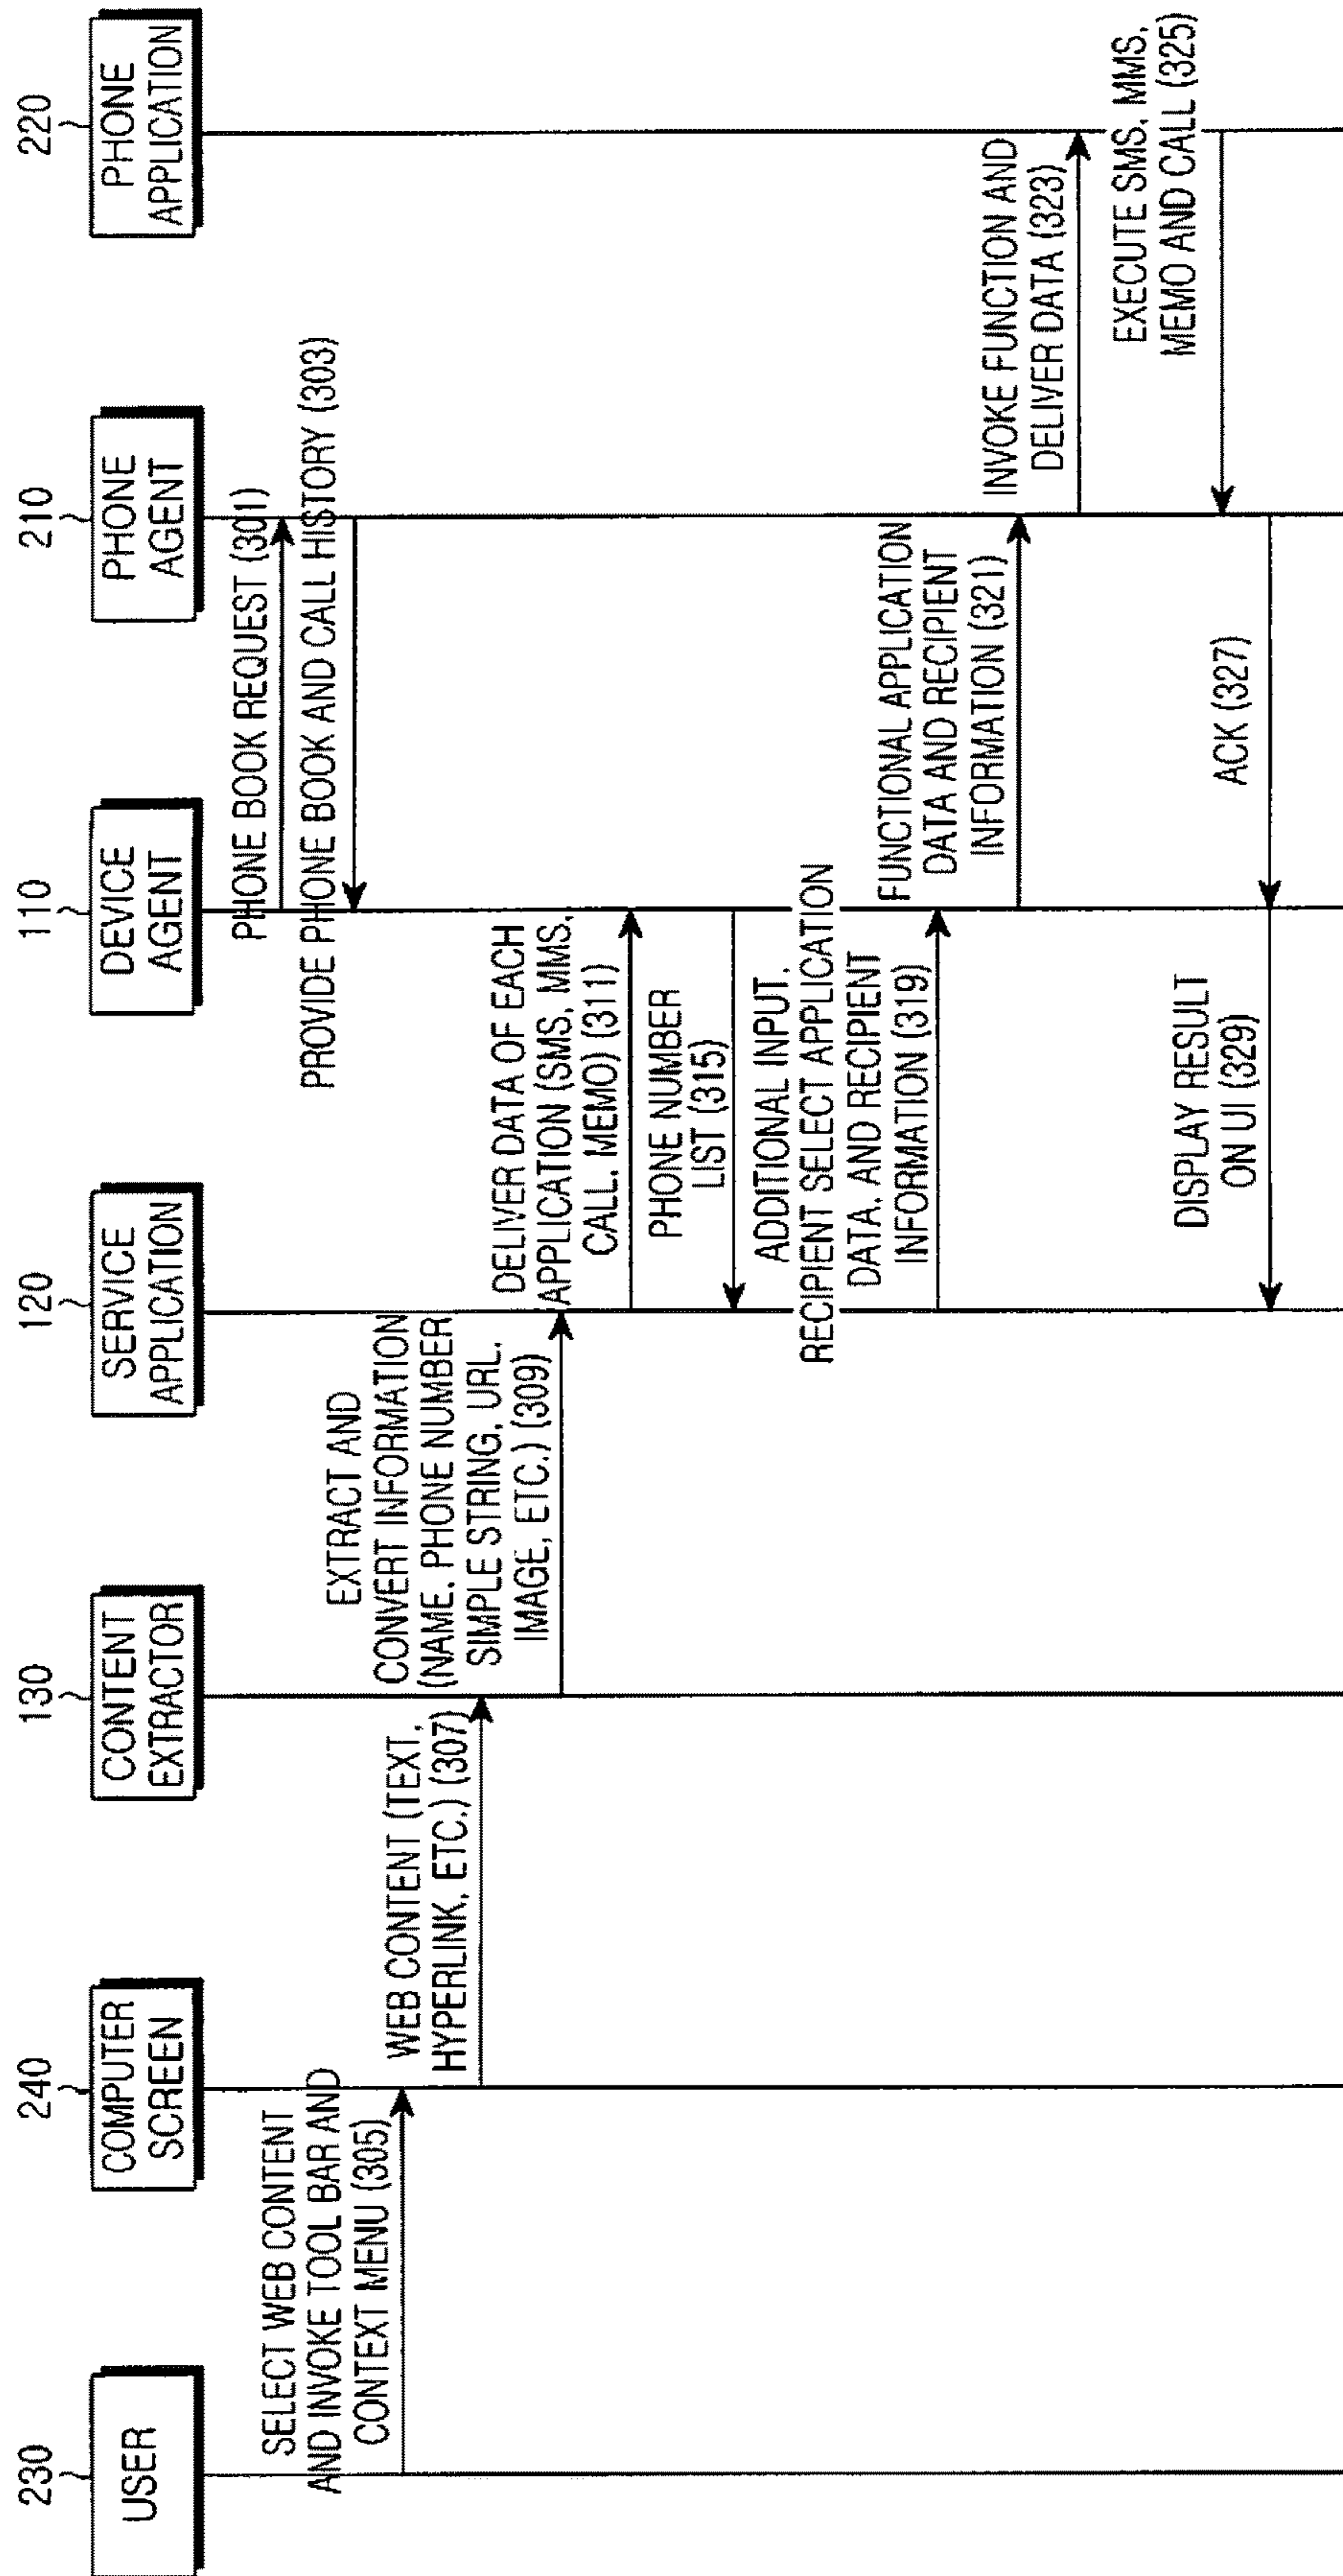 230
USER
240
COMPUTER
SCREEN
130
CONTENT
EXTRACTOR
120
SERVICE
APPLICATION
110
DEVICE
AGENT
210
PHONE
AGENT
220
PHONE
APPLICATION
PHONE BOOK REQUEST (301)
PROVIDE PHONE BOOK AND CALL HISTORY (303)
SELECT WEB CONTENT
AND INVOKE TOOL BAR AND
CONTEXT MENU (305)
WEB CONTENT (TEXT,
HYPERLINK, ETC.) (307)
EXTRACT AND
CONVERT INFORMATION
(NAME, PHONE NUMBER
SIMPLE STRING, URL,
IMAGE, ETC.) (309)
DELIVER DATA OF EACH
APPLICATION (SMS, MMS,
CALL, MEMO) (311)
PHONE NUMBER
LIST (315)
ADDITIONAL INPUT,
RECIPIENT SELECT APPLICATION
DATA, AND RECIPIENT
INFORMATION (319)
FUNCTIONAL APPLICATION
DATA AND RECIPIENT
INFORMATION (321)
INVOKE FUNCTION AND
DELIVER DATA (323)
EXECUTE SMS, MMS,
MEMO AND CALL (325)
ACK (327)
DISPLAY RESULT
ON UI (329)